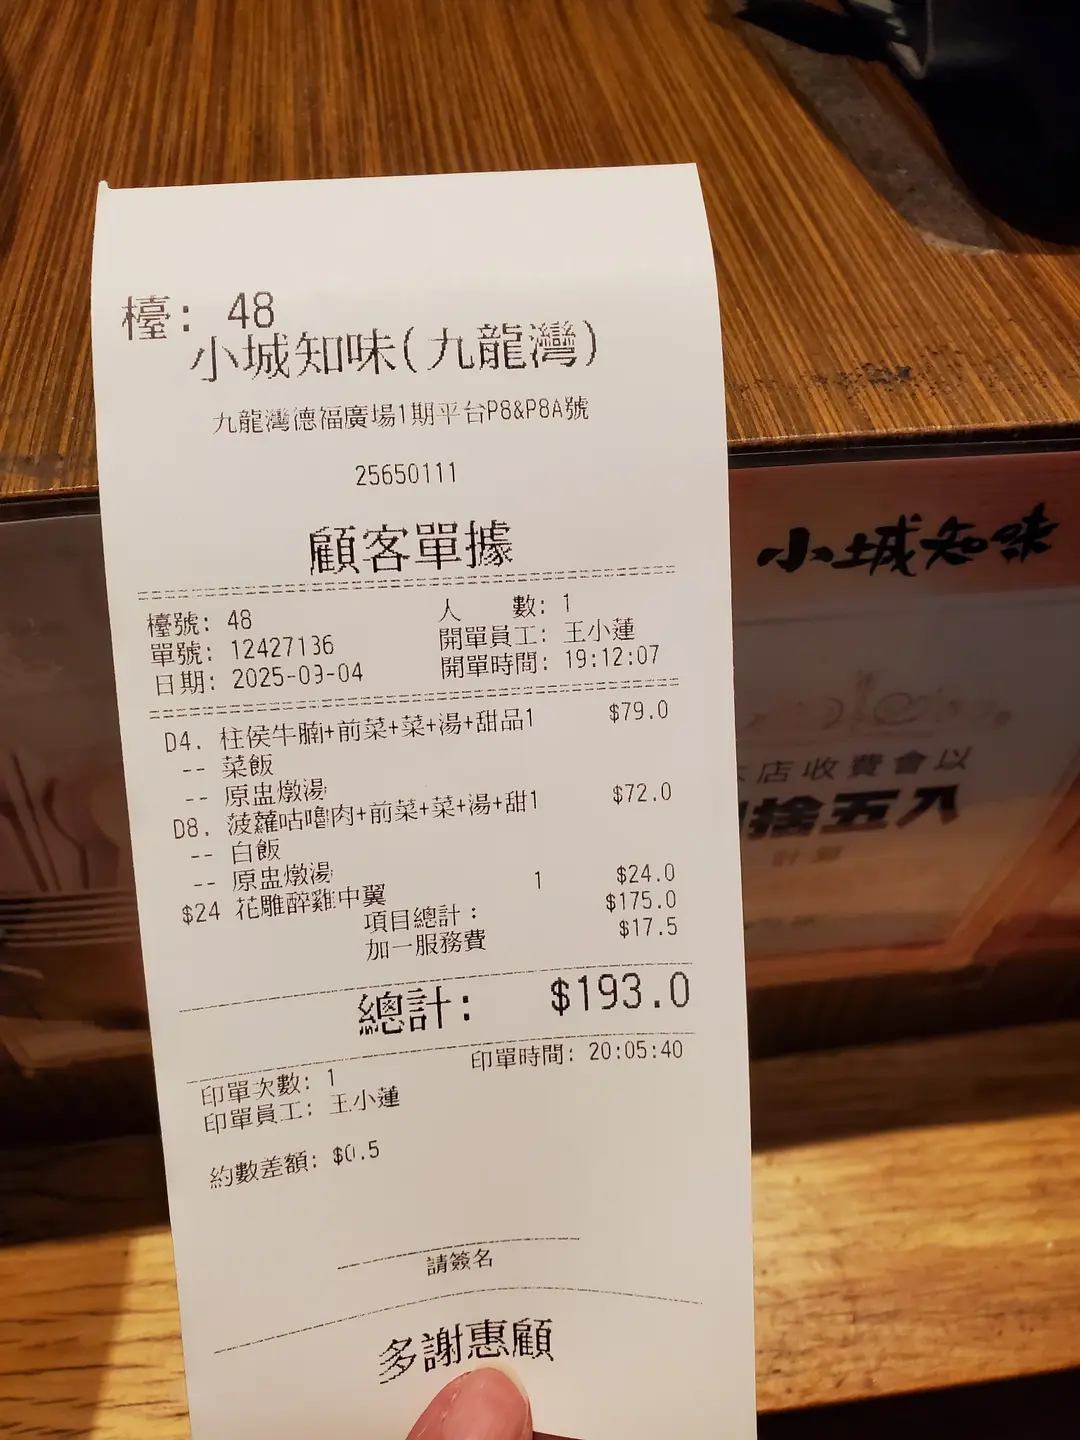 檯: 48
小城知味(九龍灣)
九龍灣德福廣場1期平台P8&P8A號
25650111
顧客單據
檯號: 48 人 數: 1
單號: 12427136 開單員工: 王小蓮
日期: 2025-09-04 開單時間: 19:12:07
D4. 柱侯牛腩+前菜+菜+湯+甜品1 $79.0
-- 菜飯
-- 原盅燉湯
D8. 菠蘿咕嚕肉+前菜+菜+湯+甜1 $72.0
-- 白飯
-- 原盅燉湯
$24 花雕醉雞中翼 1 $24.0
項目總計: $175.0
加一服務費 $17.5
總計: $193.0
印單次數: 1 印單時間: 20:05:40
印單員工: 王小蓮
約數差額: $0.5
請簽名
多謝惠顧
小城知味
店收費會以
捨五入
計算